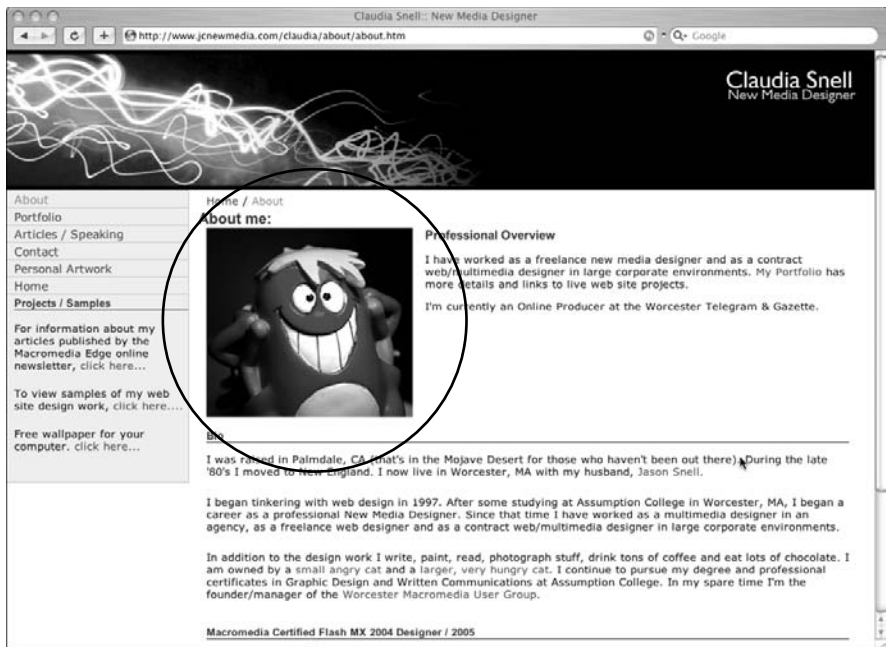 Claudia Snell:: New Media Designer
http://www.jcnewmedia.com/claudia/about/about.htm
Google
Claudia Snell
New Media Designer
About
Portfolio
Articles / Speaking
Contact
Personal Artwork
Home
Projects / Samples
For information about my
articles published by the
Macromedia Edge online
newsletter, click here...
To view samples of my web
site design work, click here....
Free wallpaper for your
computer. click here...
Home / About
About me:
Professional Overview
I have worked as a freelance new media designer and as a contract
web/multimedia designer in large corporate environments. My Portfolio has
more details and links to live web site projects.
I'm currently an Online Producer at the Worcester Telegram & Gazette.
Bio
I was raised in Palmdale, CA (that's in the Mojave Desert for those who haven't been out there). During the late
'80's I moved to New England. I now live in Worcester, MA with my husband, Jason Snell.
I began tinkering with web design in 1997. After some studying at Assumption College in Worcester, MA, I began a
career as a professional New Media Designer. Since that time I have worked as a multimedia designer in an
agency, as a freelance web designer and as a contract web/multimedia designer in large corporate environments.
In addition to the design work I write, paint, read, photograph stuff, drink tons of coffee and eat lots of chocolate. I
am owned by a small angry cat and a larger, very hungry cat. I continue to pursue my degree and professional
certificates in Graphic Design and Written Communications at Assumption College. In my spare time I'm the
founder/manager of the Worcester Macromedia User Group.
Macromedia Certified Flash MX 2004 Designer / 2005